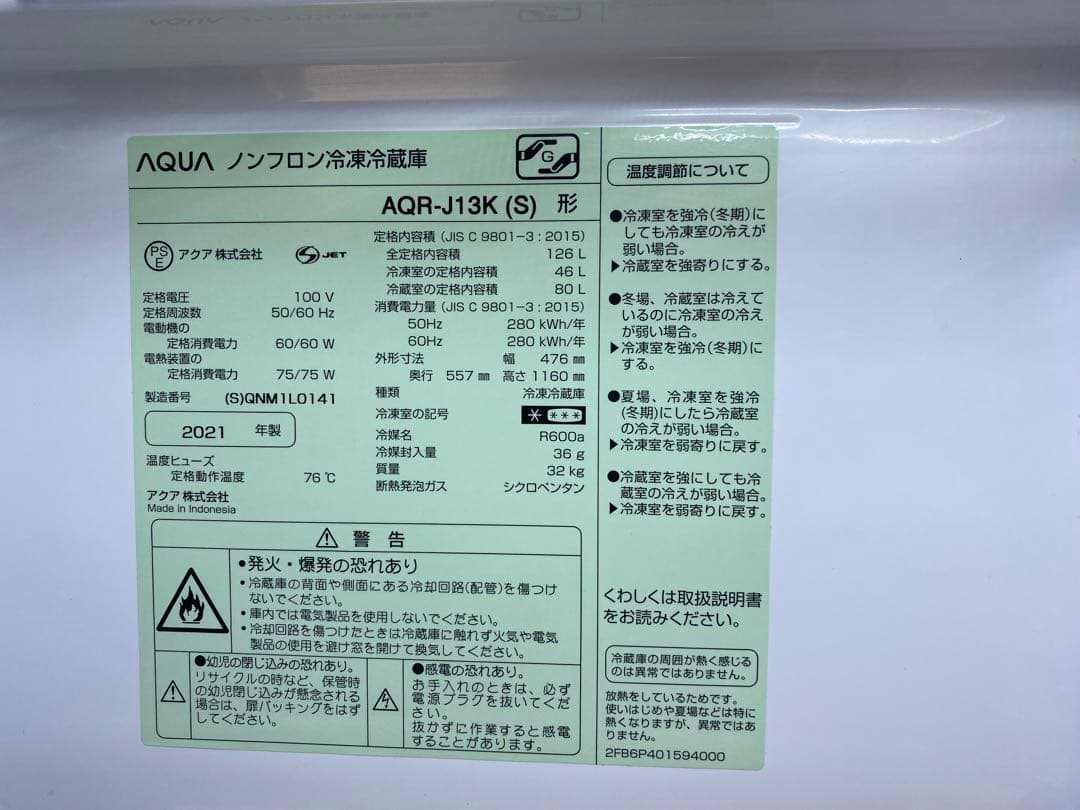 AQUA ノンフロン冷凍冷蔵庫
G
AQR-J13K (S) 形
PS
E
アクア 株式会社
S JET
定格電圧 100 V
定格周波数 50/60 Hz
電動機の
定格消費電力 60/60 W
電熱装置の
定格消費電力 75/75 W
製造番号 (S)QNM1L0141
2021 年製
温度ヒューズ
定格動作温度 76 ℃
アクア 株式会社
Made in Indonesia
定格内容積 (JIS C 9801-3 : 2015)
全定格内容積 126 L
冷凍室の定格内容積 46 L
冷蔵室の定格内容積 80 L
消費電力量 (JIS C 9801-3 : 2015)
50Hz 280 kWh/年
60Hz 280 kWh/年
外形寸法 幅 476 ㎜
奥行 557 ㎜ 高さ 1160 ㎜
種類 冷凍冷蔵庫
冷凍室の記号
冷媒名 R600a
冷媒封入量 36 g
質量 32 kg
断熱発泡ガス シクロペンタン
⚠ 警告
・発火・爆発の恐れあり
・冷蔵庫の背面や側面にある冷却回路(配管)を傷つけ
ないでください。
・庫内では電気製品を使用しないでください。
・冷却回路を傷つけたときは冷蔵庫に触れず火気や電気
製品の使用を避け窓を開けて換気してください。
●幼児の閉じ込みの恐れあり。
リサイクルの時など、保管時
の幼児閉じ込みが懸念される
場合は、扉パッキングをはず
してください。
●感電の恐れあり。
お手入れのときは、必ず
電源プラグを抜いてくだ
さい。
抜かずに作業すると感電
することがあります。
温度調節について
●冷凍室を強冷(冬期)に
しても冷凍室の冷えが
弱い場合。
▶冷蔵室を強寄りにする。
●冬場、冷蔵室は冷えて
いるのに冷凍室の冷え
が弱い場合。
▶冷凍室を強冷(冬期)に
する。
●夏場、冷凍室を強冷
(冬期)にしたら冷蔵室
の冷えが弱い場合。
▶冷凍室を弱寄りに戻す。
●冷蔵室を強にしても冷
蔵室の冷えが弱い場合。
▶冷凍室を弱寄りに戻す。
くわしくは取扱説明書
をお読みください。
冷蔵庫の周囲が熱く感じる
のは異常ではありません。
放熱をしているためです。
使いはじめや夏場などは特に
熱くなりますが、異常ではあ
りません。
2FB6P401594000